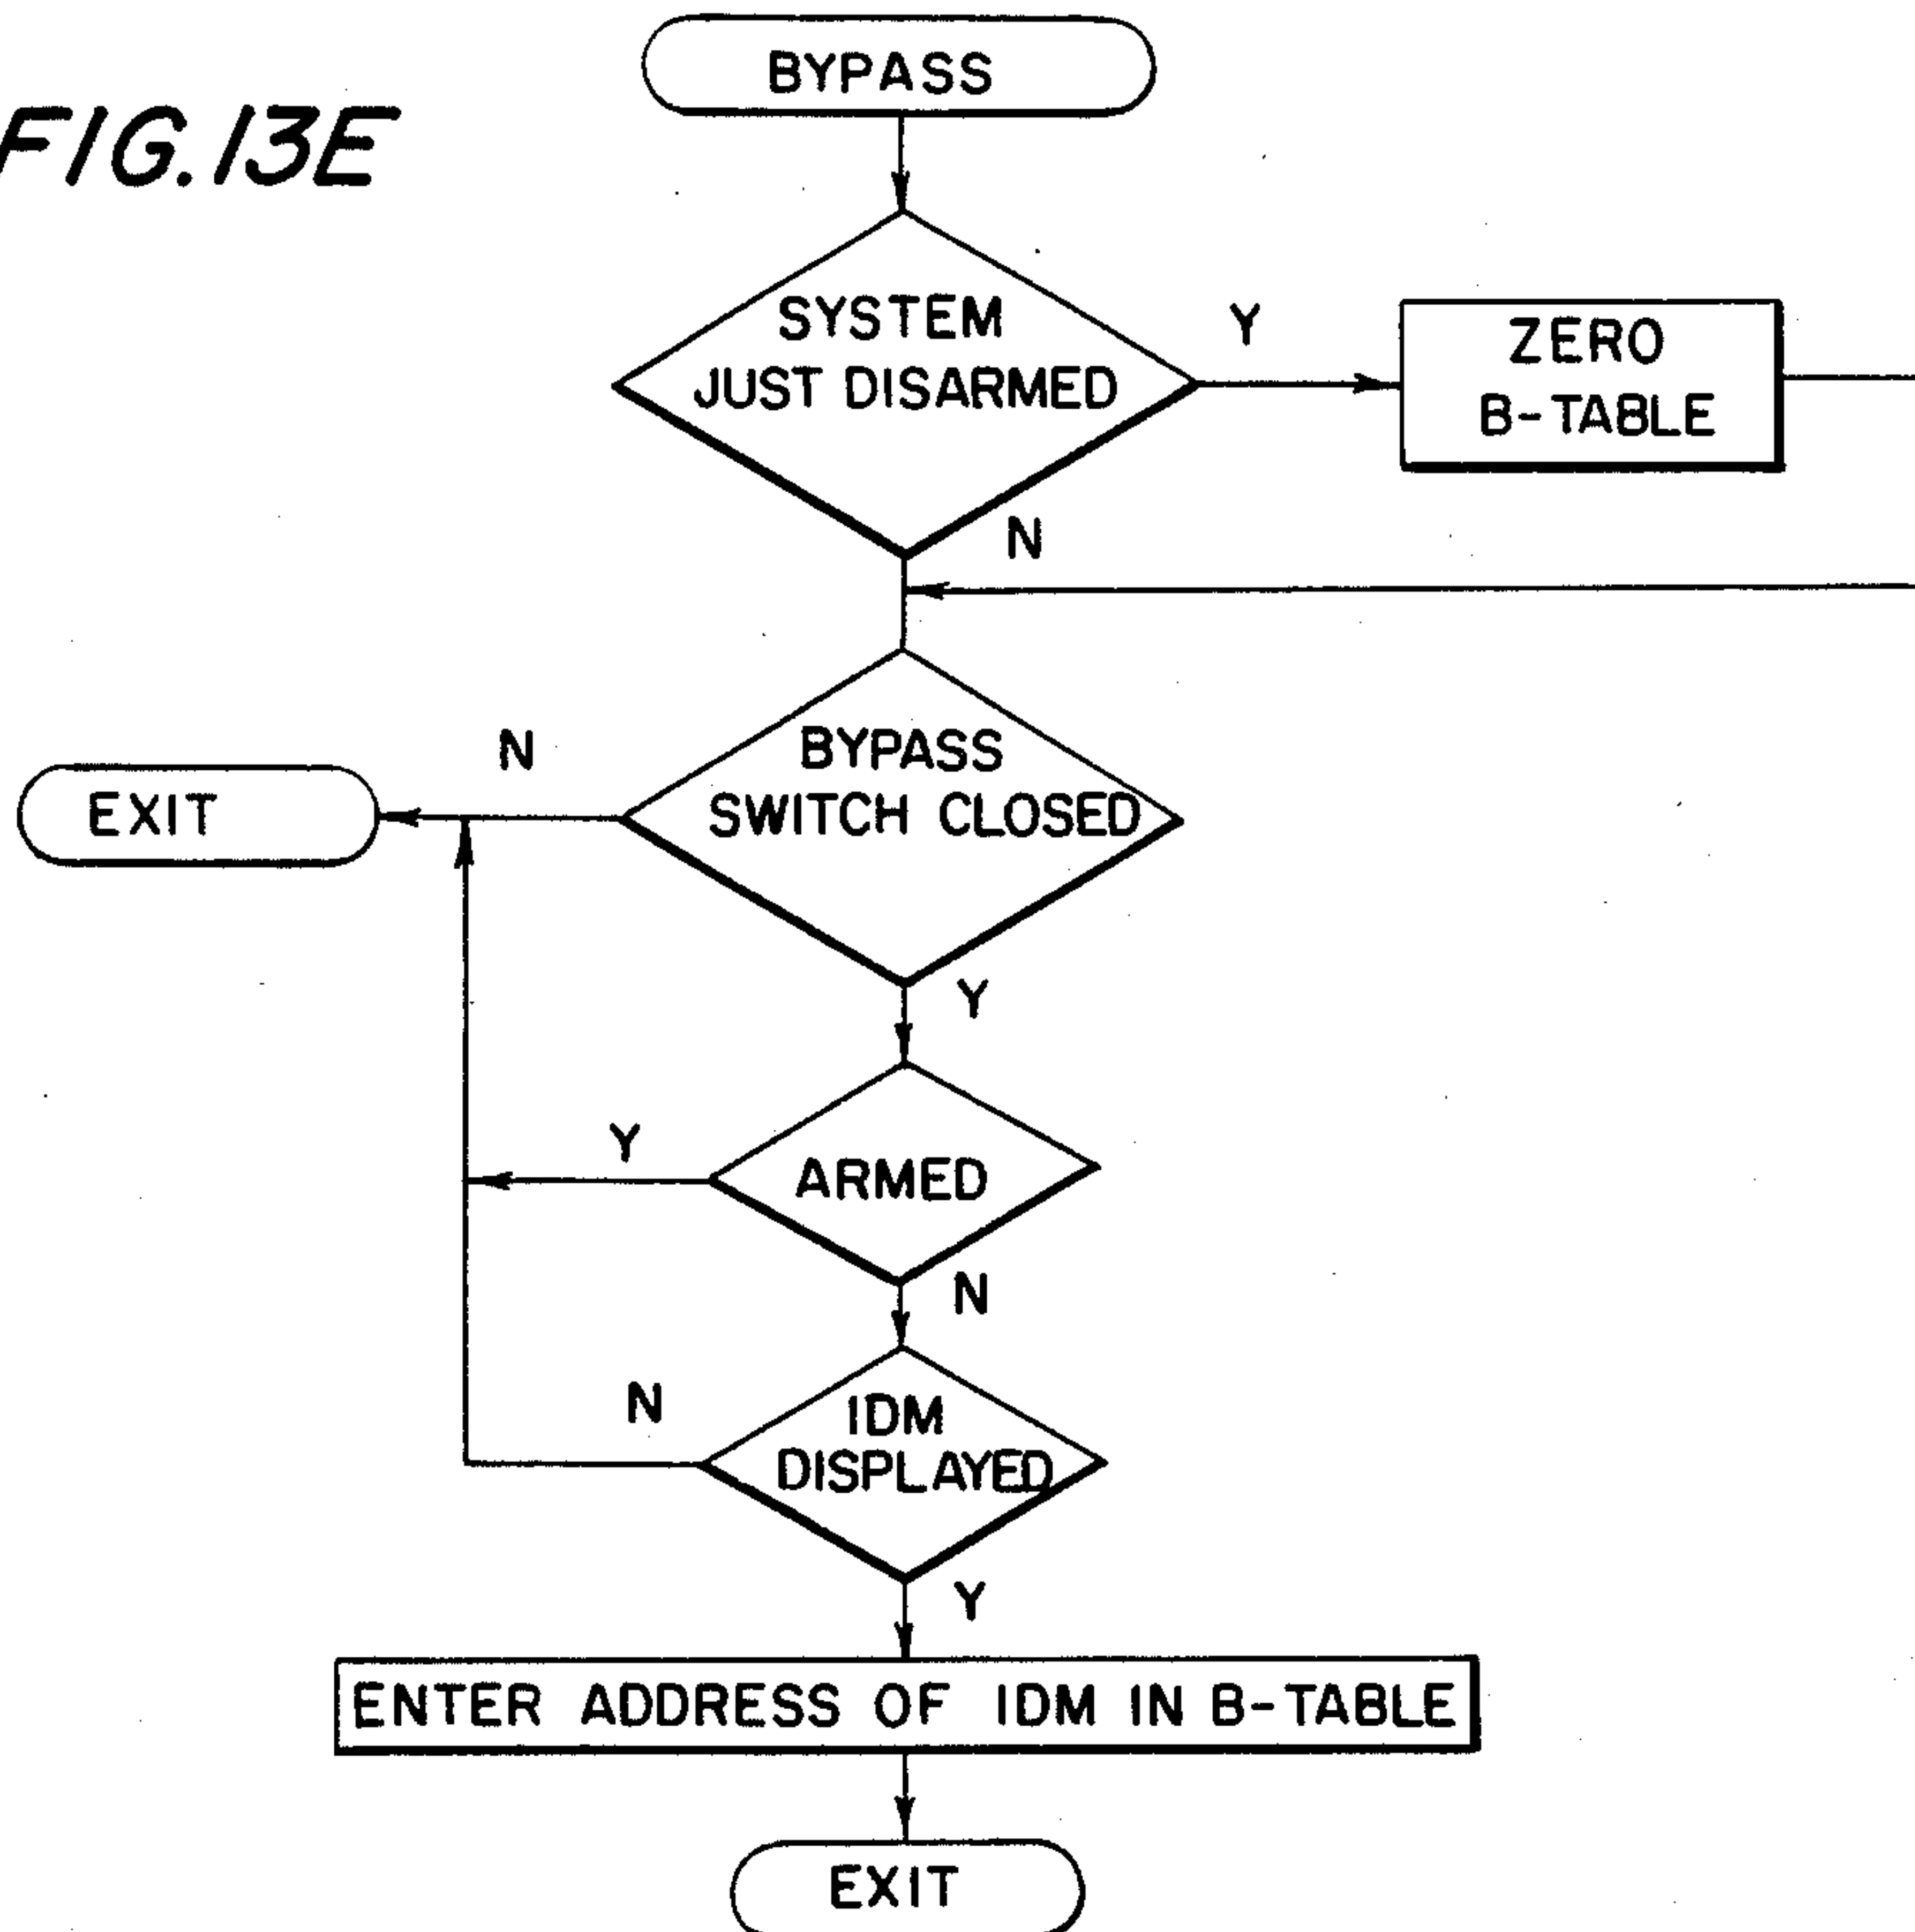 BYPASS
FIG.13E
SYSTEM
JUST DISARMED
Y
ZERO
B-TABLE
N
BYPASS
SWITCH CLOSED
N
EXIT
Y
ARMED
Y
N
IDM
DISPLAYED
N
Y
ENTER ADDRESS OF IDM IN B-TABLE
EXIT